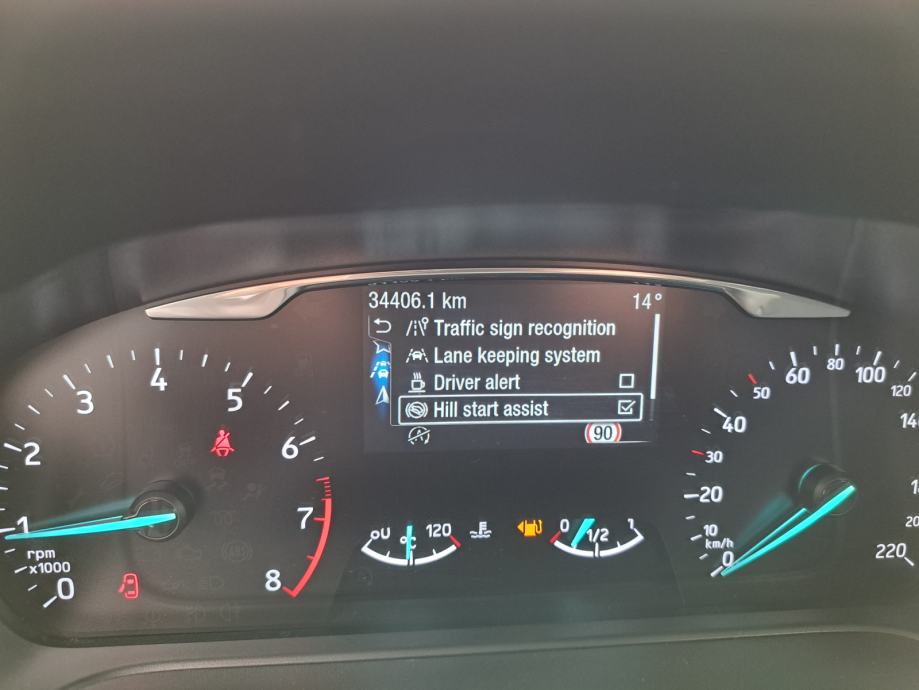 34406.1 km 14°
Traffic sign recognition
Lane keeping system
Driver alert
Hill start assist
90
0 1 2 3 4 5 6 7 8
rpm
x1000
120
°C
0 1/2 1
0 10 20 30 40 50 60 80 100 120
km/h
220